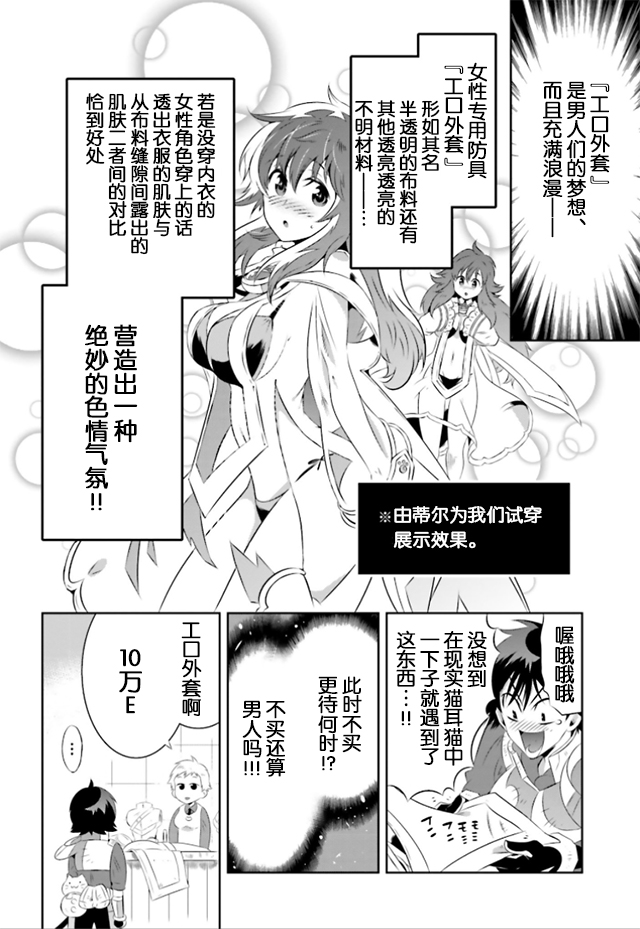 『工口外套』
是男人们的梦想、
而且充满浪漫——
女性专用防具
『工口外套』
形如其名
半透明的布料还有
其他透亮透亮的
不明材料……
若是没穿内衣的
女性角色穿上的话
透出衣服的肌肤与
从布料缝隙间露出的
肌肤二者间的对比
恰到好处
营造出一种
绝妙的色情气氛!!
※由蒂尔为我们试穿
展示效果。
喔哦哦哦
没想到
在现实猫耳猫中
一下子就遇到了
这东西…!!
此时不买
更待何时!?
不买还算
男人吗!!!
工口外套啊
10万E
…